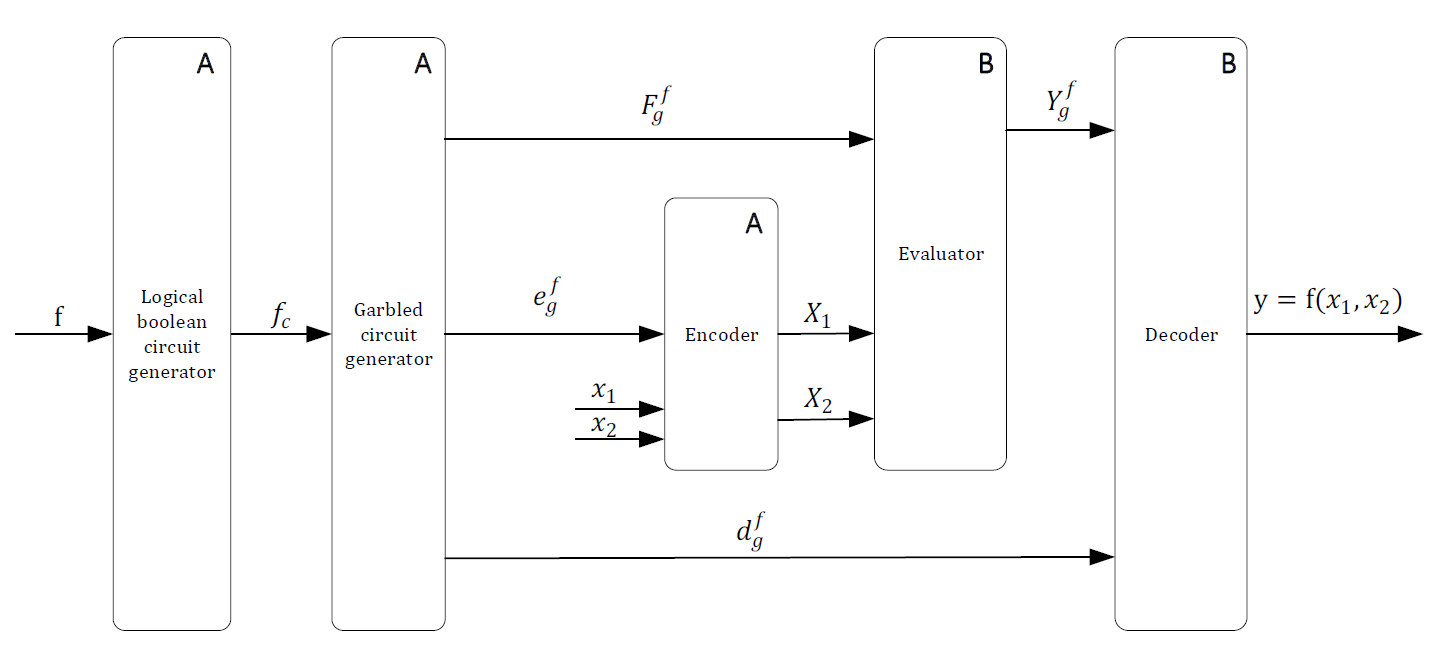 A
A
B
B
F_g^f
Y_g^f
A
Evaluator
f
Logical
boolean
circuit
generator
f_c
Garbled
circuit
generator
e_g^f
Encoder
X_1
Decoder
y = f(x_1, x_2)
x_1
x_2
X_2
d_g^f